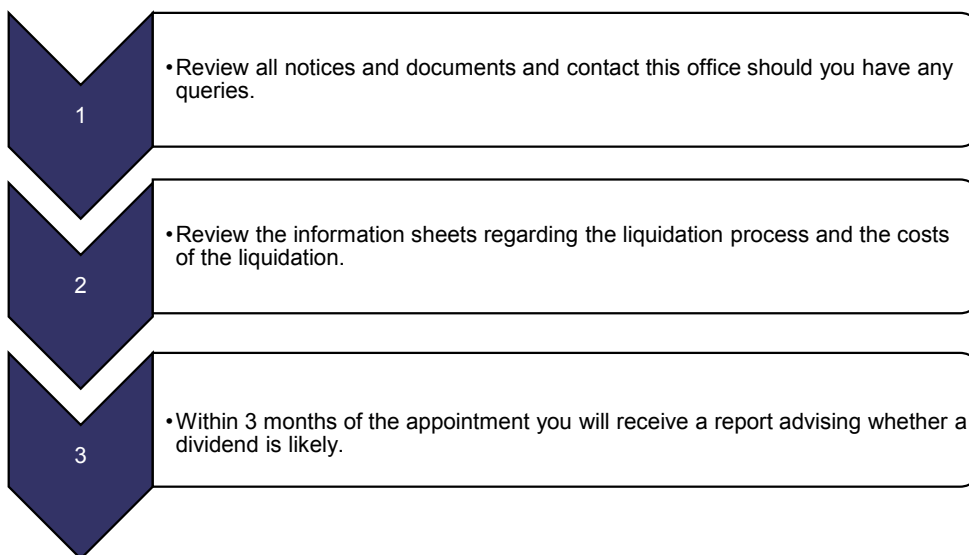 1
•Review all notices and documents and contact this office should you have any
queries.
2
•Review the information sheets regarding the liquidation process and the costs
of the liquidation.
3
•Within 3 months of the appointment you will receive a report advising whether a
dividend is likely.